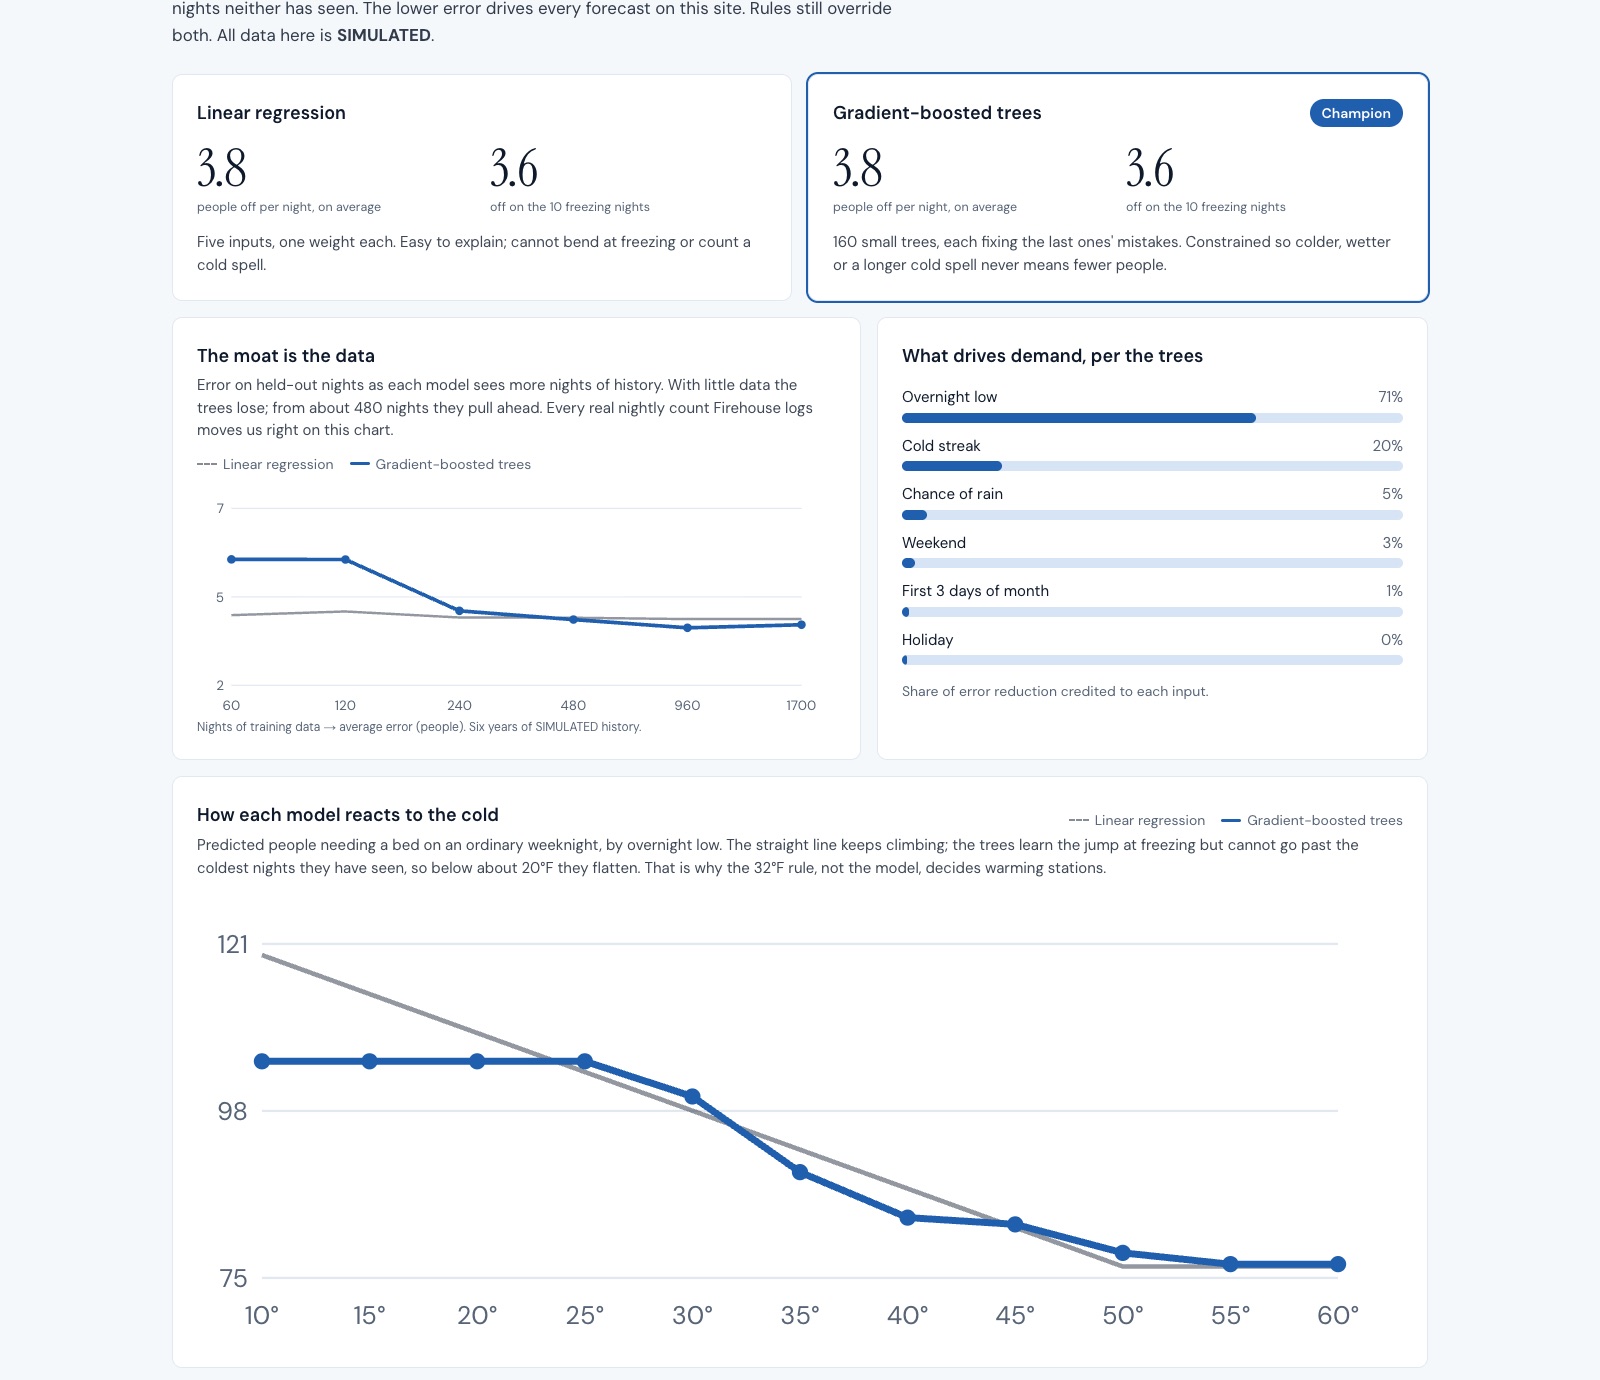 nights neither has seen. The lower error drives every forecast on this site. Rules still override
both. All data here is SIMULATED.
Linear regression
3.8
people off per night, on average
3.6
off on the 10 freezing nights
Five inputs, one weight each. Easy to explain; cannot bend at freezing or count a
cold spell.
Gradient-boosted trees
Champion
3.8
people off per night, on average
3.6
off on the 10 freezing nights
160 small trees, each fixing the last ones' mistakes. Constrained so colder, wetter
or a longer cold spell never means fewer people.
The moat is the data
Error on held-out nights as each model sees more nights of history. With little data the
trees lose; from about 480 nights they pull ahead. Every real nightly count Firehouse logs
moves us right on this chart.
Linear regression
Gradient-boosted trees
7
5
2
60 120 240 480 960 1700
Nights of training data → average error (people). Six years of SIMULATED history.
What drives demand, per the trees
Overnight low 71%
Cold streak 20%
Chance of rain 5%
Weekend 3%
First 3 days of month 1%
Holiday 0%
Share of error reduction credited to each input.
How each model reacts to the cold
Linear regression
Gradient-boosted trees
Predicted people needing a bed on an ordinary weeknight, by overnight low. The straight line keeps climbing; the trees learn the jump at freezing but cannot go past the
coldest nights they have seen, so below about 20°F they flatten. That is why the 32°F rule, not the model, decides warming stations.
121
98
75
10° 15° 20° 25° 30° 35° 40° 45° 50° 55° 60°